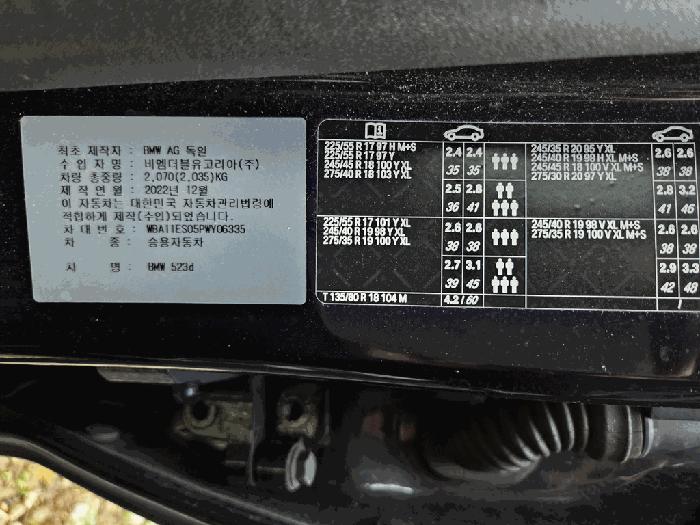 최초 제작자 : BMW AG 독일
수 입 자 명 : 비엠더블유코리아(주)
차량 총중량 : 2,070(2,035)KG
제 작 연 월 : 2022년 12월
이 자동차는 대한민국 자동차관리법령에
적합하게 제작(수입)되었습니다.
차 대 번 호 : WBA11ES05PWY06335
차 종 : 승용자동차
차 명 : BMW 523d
225/55 R 17 97 H M+S
225/55 R 17 97 Y
245/45 R 18 100 Y XL
275/40 R 18 103 Y XL
2.4 2.4
35 35
2.5 2.8
36 41
225/55 R 17 101 Y XL
245/40 R 19 98 Y XL
275/35 R 19 100 Y XL
2.6 2.6
38 38
2.7 3.1
39 45
T 135/80 R 18 104 M
4.2 / 60
245/35 R 20 95 Y XL
245/40 R 19 98 H XL M+S
245/45 R 18 100 V XL M+S
275/30 R 20 97 Y XL
2.6 2.6
38 38
2.8 3.2
41 46
245/40 R 19 98 V XL M+S
275/35 R 19 100 V XL M+S
2.6 2.6
38 38
2.9 3.3
42 48
/